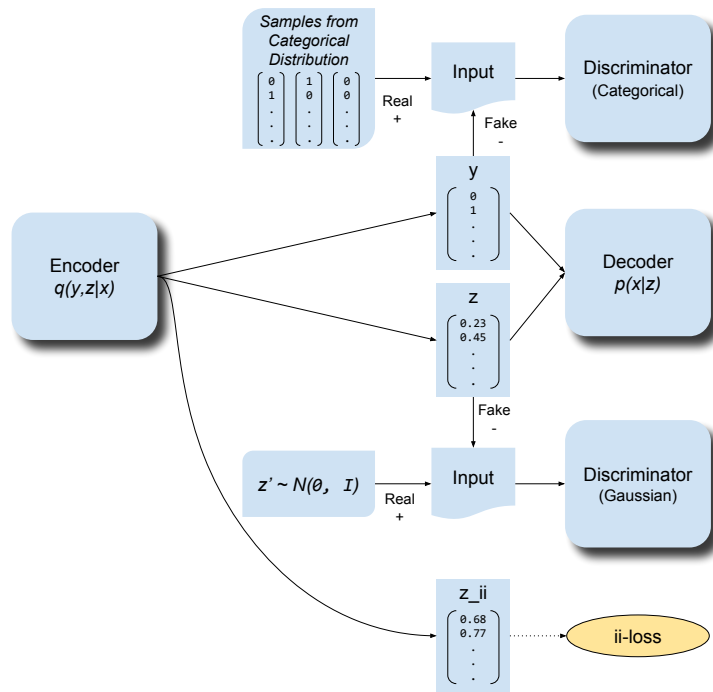 Samples from
Categorical
Distribution
0 1 0
1 0 0
. . .
. . .
. . .
Real
+
Input
Discriminator
(Categorical)
Fake
-
y
0
1
.
.
.
Encoder
q(y,z|x)
Decoder
p(x|z)
z
0.23
0.45
.
.
.
Fake
-
z' ~ N(0, I)
Real
+
Input
Discriminator
(Gaussian)
z_ii
0.68
0.77
.
.
.
ii-loss